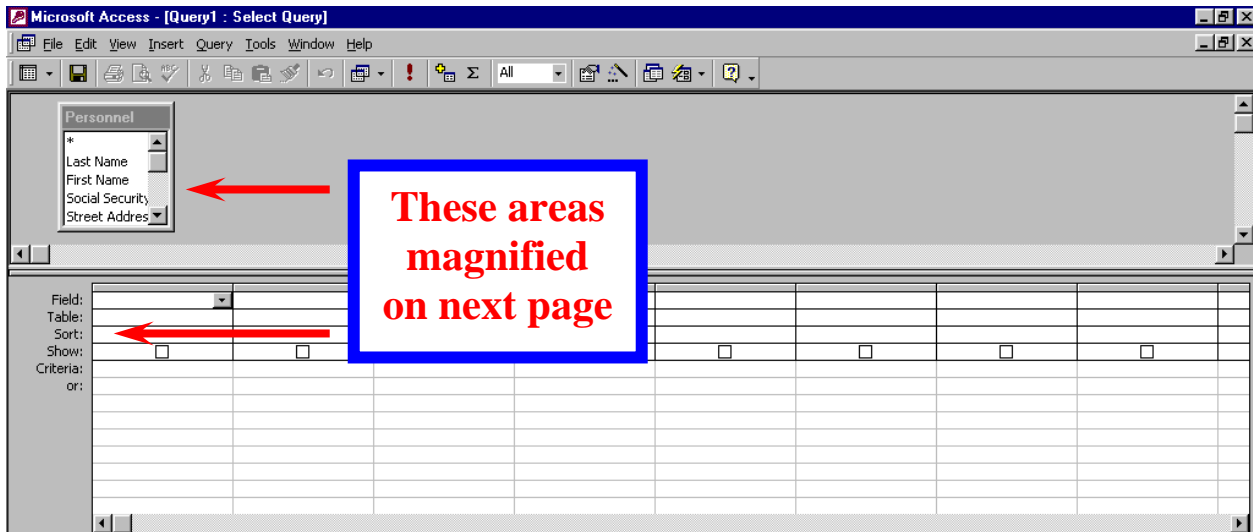 Microsoft Access - [Query1 : Select Query]
File Edit View Insert Query Tools Window Help
All
Personnel
*
Last Name
First Name
Social Security
Street Addres
These areas
magnified
on next page
Field:
Table:
Sort:
Show:
Criteria:
or: